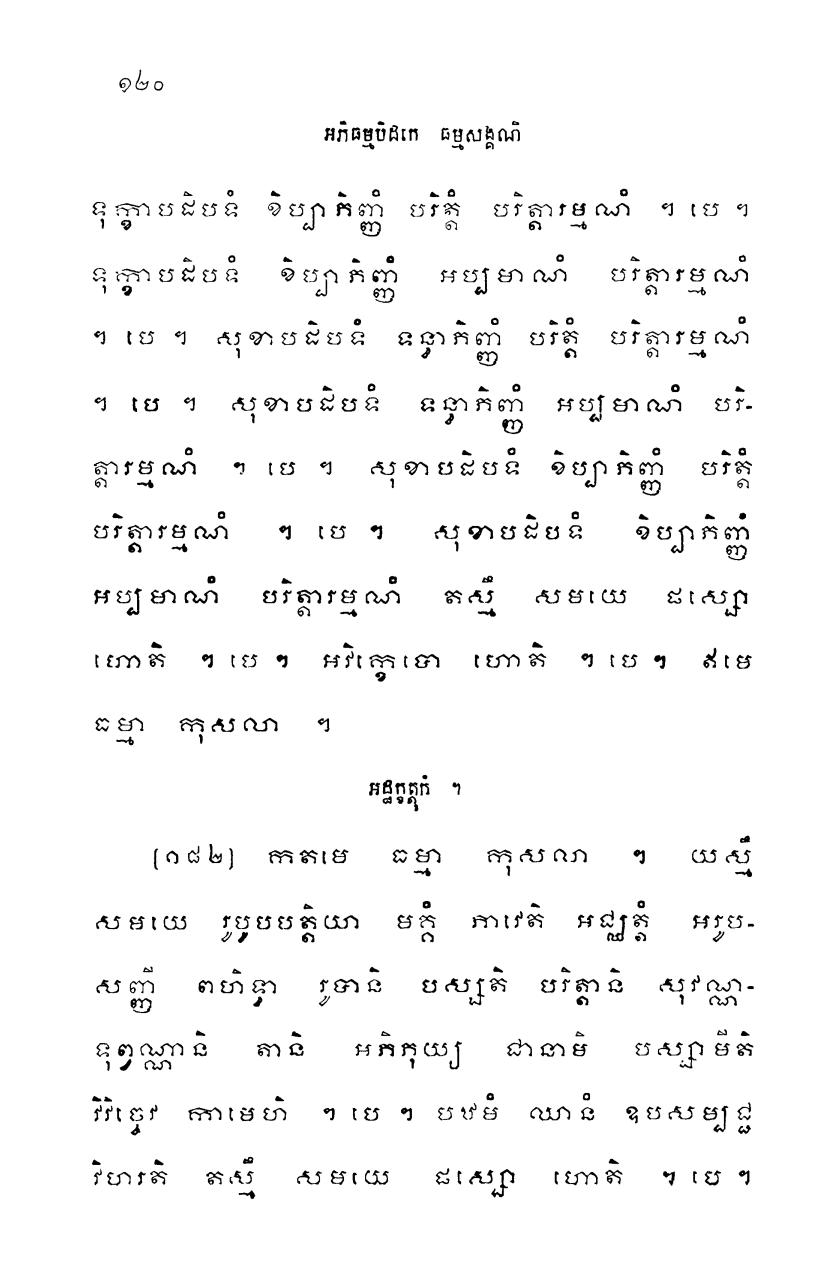 ១២០
អភិធម្មបិដកេ ធម្មសង្គណិ
ទុក្ខាបដិបទំ ខិប្បាភិញ្ញំ បរិត្តំ បរិត្តារម្មណំ ។ បេ ។
ទុក្ខាបដិបទំ ខិប្បាភិញ្ញំ អប្បមាណំ បរិត្តារម្មណំ
។ បេ ។ សុខាបដិបទំ ទន្ធាភិញ្ញំ បរិត្តំ បរិត្តារម្មណំ
។ បេ ។ សុខាបដិបទំ ទន្ធាភិញ្ញំ អប្បមាណំ បរិ-
ត្តារម្មណំ ។ បេ ។ សុខាបដិបទំ ខិប្បាភិញ្ញំ បរិត្តំ
បរិត្តារម្មណំ ។ បេ ។ សុខាបដិបទំ ខិប្បាភិញ្ញំ
អប្បមាណំ បរិត្តារម្មណំ តស្មឹ សមយេ ផស្សោ
ហោតិ ។ បេ ។ អវិក្ខេបោ ហោតិ ។ បេ ។ ឥមេ
ធម្មា កុសលា ។
អដ្ឋក្ខត្តុកំ ។
[១៨២] កតមេ ធម្មា កុសលា ។ យស្មឹ
សមយេ រូបូបបត្តិយា មគ្គំ ភាវេតិ អជ្ឈត្តំ អរូប-
សញ្ញី ពហិទ្ធា រូបានិ បស្សតិ បរិត្តានិ សុវណ្ណ-
ទុព្វណ្ណានិ តានិ អភិភុយ្យ ជានាមិ បស្សាមីតិ
វិវិច្ចេវ កាមេហិ ។ បេ ។ បឋមំ ឈានំ ឧបសម្បជ្ជ
វិហរតិ តស្មឹ សមយេ ផស្សោ ហោតិ ។ បេ ។